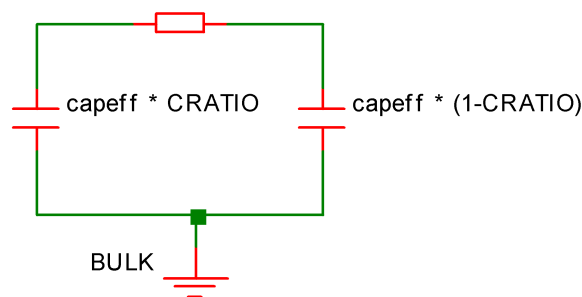 capeff * CRATIO
capeff * (1-CRATIO)
BULK